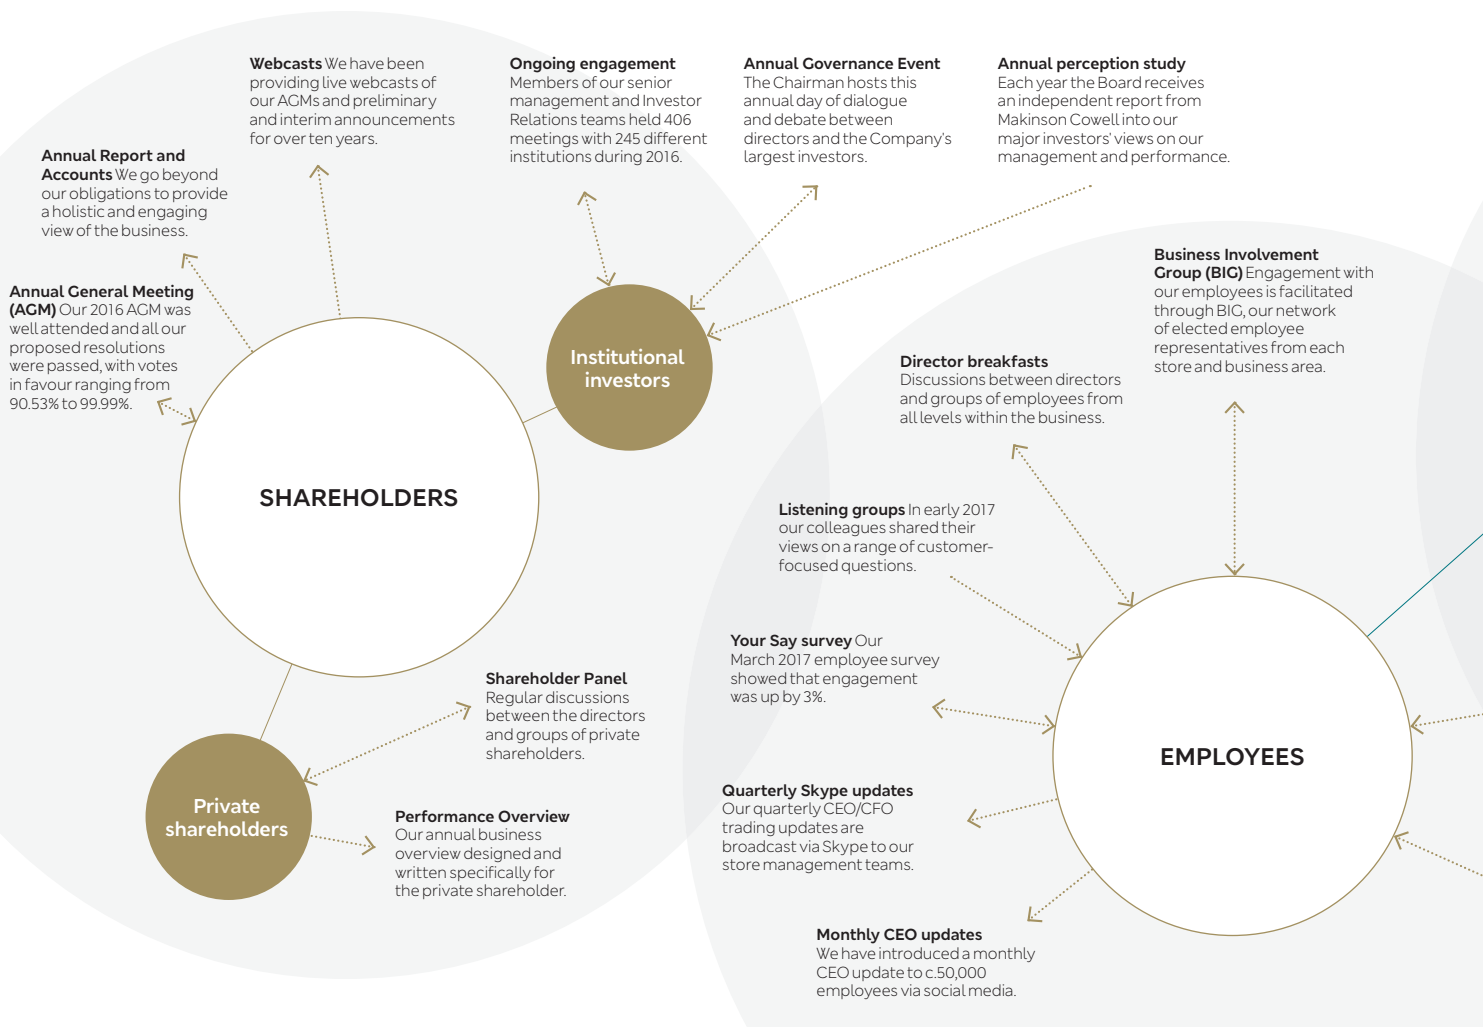 Webcasts We have been
providing live webcasts of
our AGMs and preliminary
and interim announcements
for over ten years.
Ongoing engagement
Members of our senior
management and Investor
Relations teams held 406
meetings with 245 different
institutions during 2016.
Annual Governance Event
The Chairman hosts this
annual day of dialogue
and debate between
directors and the Company's
largest investors.
Annual perception study
Each year the Board receives
an independent report from
Makinson Cowell into our
major investors' views on our
management and performance.
Annual Report and
Accounts We go beyond
our obligations to provide
a holistic and engaging
view of the business.
Annual General Meeting
(AGM) Our 2016 AGM was
well attended and all our
proposed resolutions
were passed, with votes
in favour ranging from
90.53% to 99.99%.
Institutional
investors
SHAREHOLDERS
Shareholder Panel
Regular discussions
between the directors
and groups of private
shareholders.
Private
shareholders
Performance Overview
Our annual business
overview designed and
written specifically for
the private shareholder.
Business Involvement
Group (BIG) Engagement with
our employees is facilitated
through BIG, our network
of elected employee
representatives from each
store and business area.
Director breakfasts
Discussions between directors
and groups of employees from
all levels within the business.
Listening groups In early 2017
our colleagues shared their
views on a range of customer-
focused questions.
Your Say survey Our
March 2017 employee survey
showed that engagement
was up by 3%.
EMPLOYEES
Quarterly Skype updates
Our quarterly CEO/CFO
trading updates are
broadcast via Skype to our
store management teams.
Monthly CEO updates
We have introduced a monthly
CEO update to c.50,000
employees via social media.